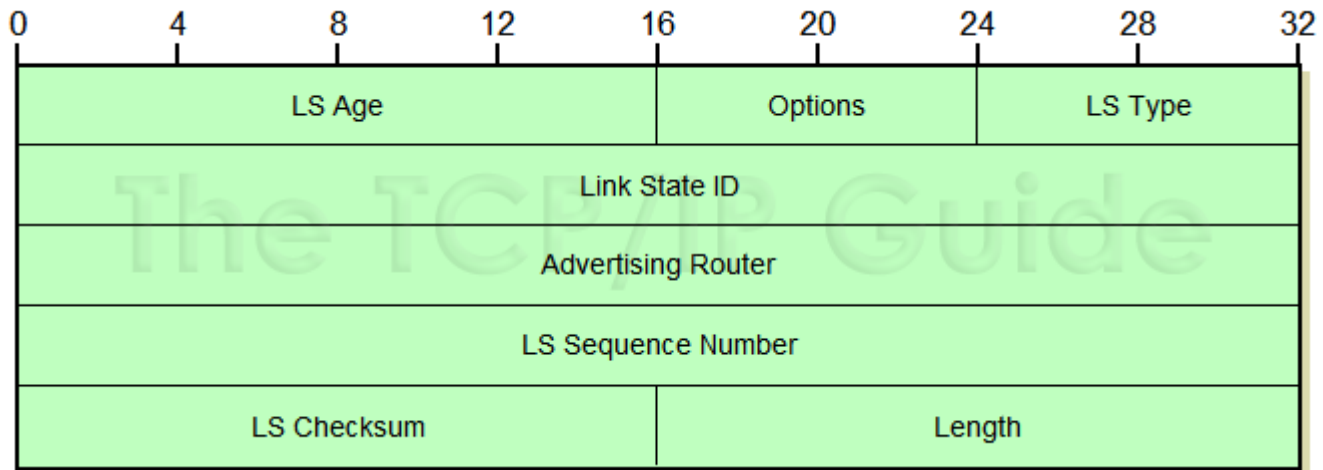 0 4 8 12 16 20 24 28 32
LS Age Options LS Type
Link State ID
The TCP/IP Guide
Advertising Router
LS Sequence Number
LS Checksum Length